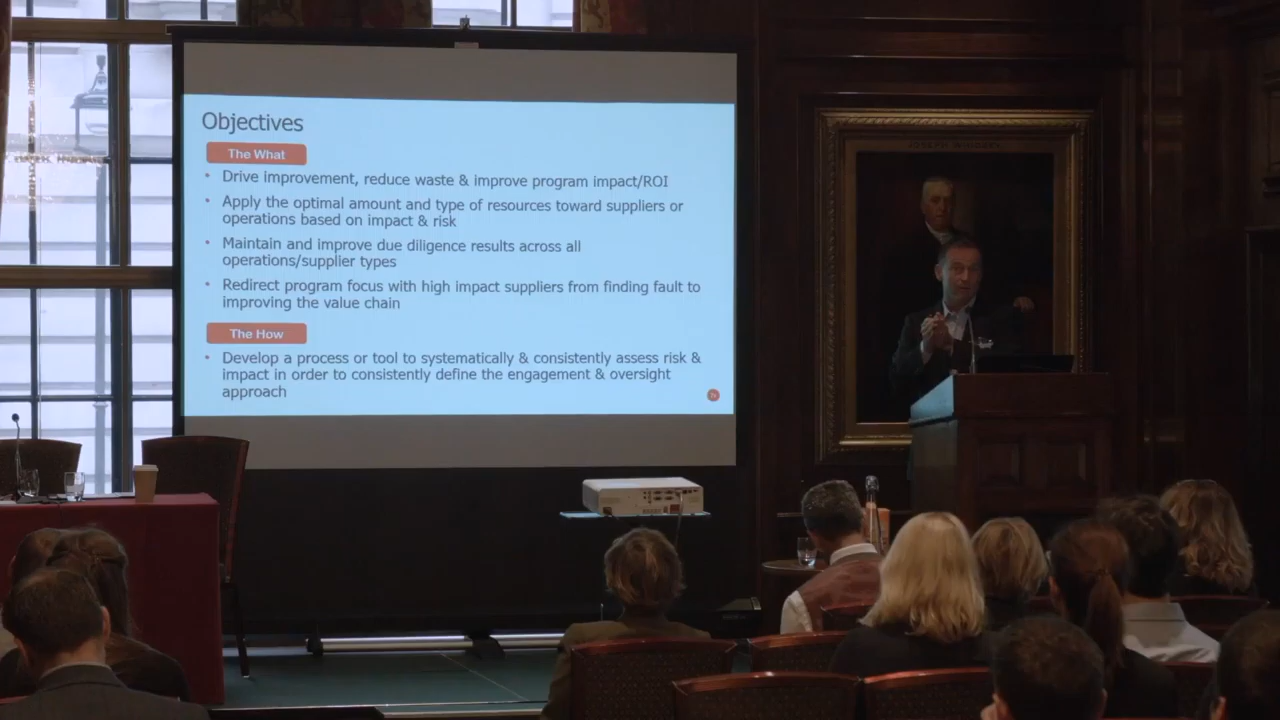 Objectives
The What
• Drive improvement, reduce waste & improve program impact/ROI
• Apply the optimal amount and type of resources toward suppliers or
operations based on impact & risk
• Maintain and improve due diligence results across all
operations/supplier types
• Redirect program focus with high impact suppliers from finding fault to
improving the value chain
The How
• Develop a process or tool to systematically & consistently assess risk &
impact in order to consistently define the engagement & oversight
approach